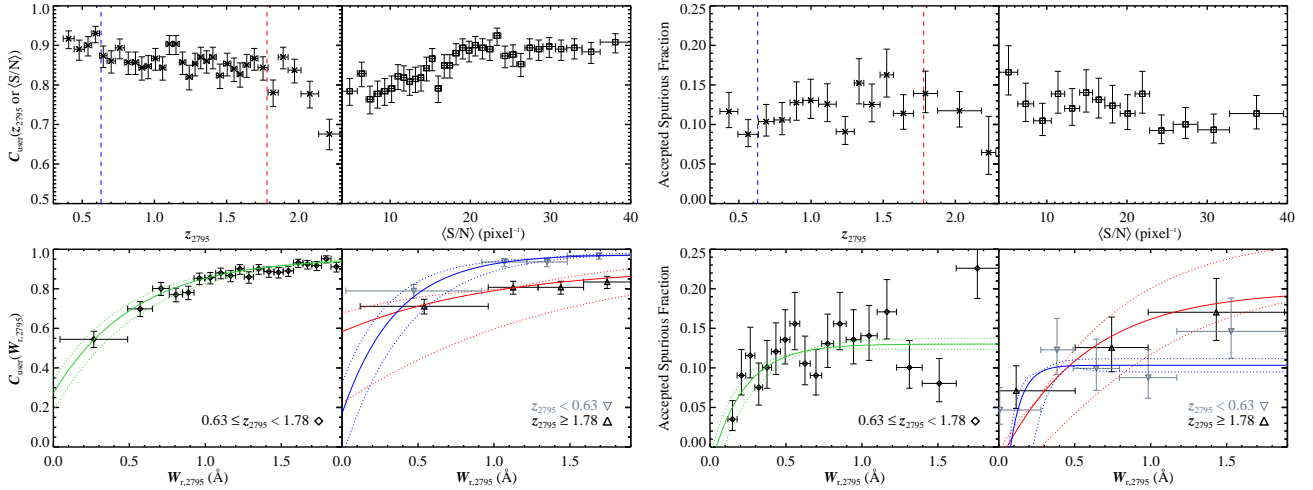 C_user(z_2795 or ⟨S/N⟩)
1.0
0.9
0.8
0.7
0.6
0.5
0.5 1.0 1.5 2.0
z_2795
10 20 30 40
⟨S/N⟩ (pixel⁻¹)
C_user(W_r,2795)
1.0
0.8
0.6
0.4
0.2
0.0
0.63 ≤ z_2795 < 1.78 ◇
0.0 0.5 1.0 1.5
W_r,2795 (Å)
z_2795 < 0.63 ▽
z_2795 ≥ 1.78 △
0.5 1.0 1.5
W_r,2795 (Å)
Accepted Spurious Fraction
0.25
0.20
0.15
0.10
0.05
0.00
0.5 1.0 1.5 2.0
z_2795
10 20 30 40
⟨S/N⟩ (pixel⁻¹)
Accepted Spurious Fraction
0.25
0.20
0.15
0.10
0.05
0.00
0.63 ≤ z_2795 < 1.78 ◇
0.0 0.5 1.0 1.5
W_r,2795 (Å)
z_2795 < 0.63 ▽
z_2795 ≥ 1.78 △
0.0 0.5 1.0 1.5
W_r,2795 (Å)